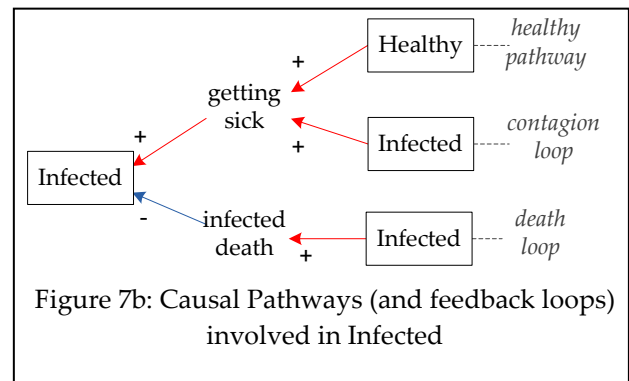 Healthy
healthy
pathway
+
getting
sick
+
+
Infected
contagion
loop
Infected
-
infected
death
+
Infected
death
loop
Figure 7b: Causal Pathways (and feedback loops)
involved in Infected